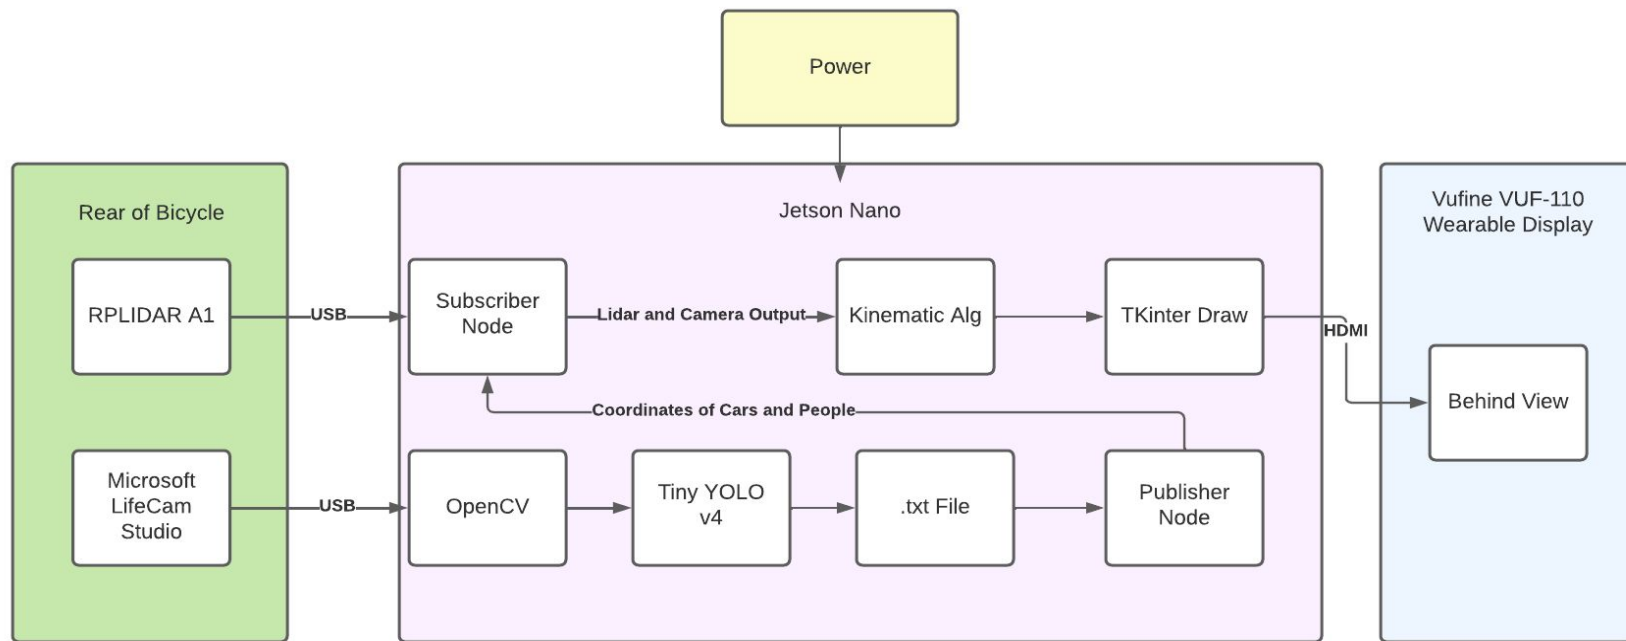 Power
Rear of Bicycle
Jetson Nano
Vufine VUF-110
Wearable Display
RPLIDAR A1
USB
Subscriber
Node
Lidar and Camera Output
Kinematic Alg
TKinter Draw
HDMI
Behind View
Coordinates of Cars and People
Microsoft
LifeCam
Studio
USB
OpenCV
Tiny YOLO
v4
.txt File
Publisher
Node